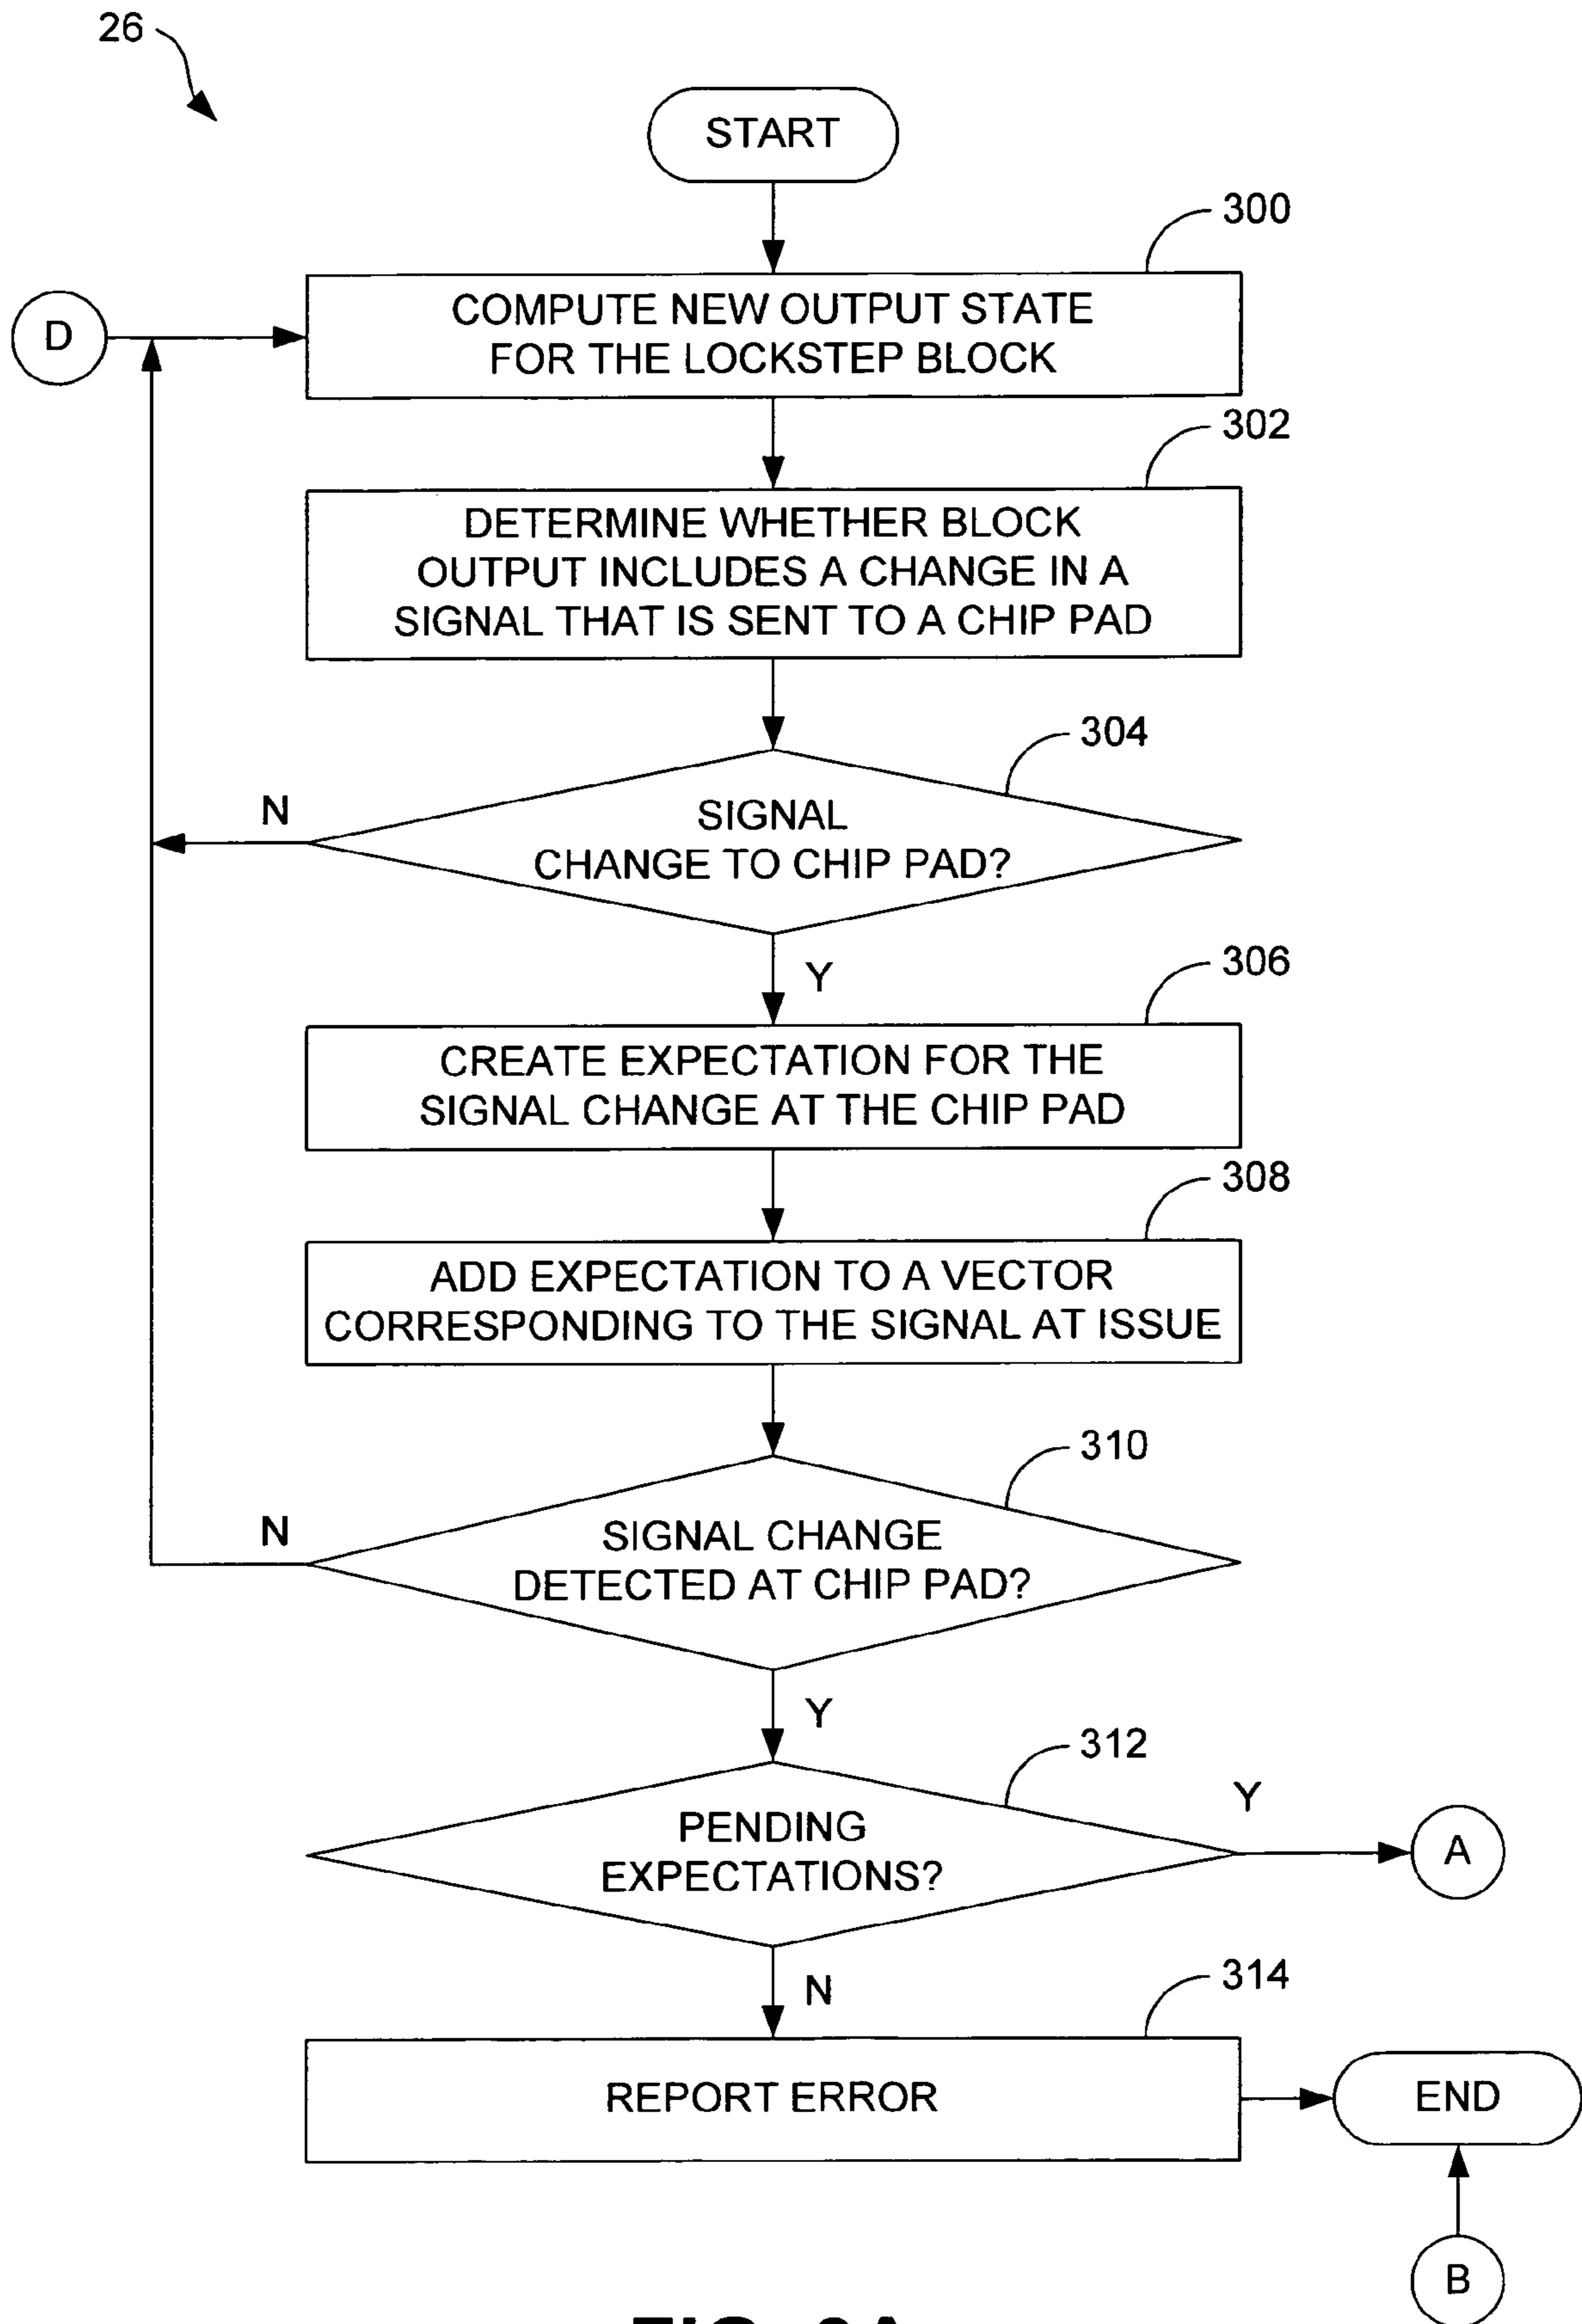 26
START
300
D
COMPUTE NEW OUTPUT STATE
FOR THE LOCKSTEP BLOCK
302
DETERMINE WHETHER BLOCK
OUTPUT INCLUDES A CHANGE IN A
SIGNAL THAT IS SENT TO A CHIP PAD
304
N
SIGNAL
CHANGE TO CHIP PAD?
Y
306
CREATE EXPECTATION FOR THE
SIGNAL CHANGE AT THE CHIP PAD
308
ADD EXPECTATION TO A VECTOR
CORRESPONDING TO THE SIGNAL AT ISSUE
310
N
SIGNAL CHANGE
DETECTED AT CHIP PAD?
Y
312
Y
PENDING
EXPECTATIONS?
A
N
314
REPORT ERROR
END
B